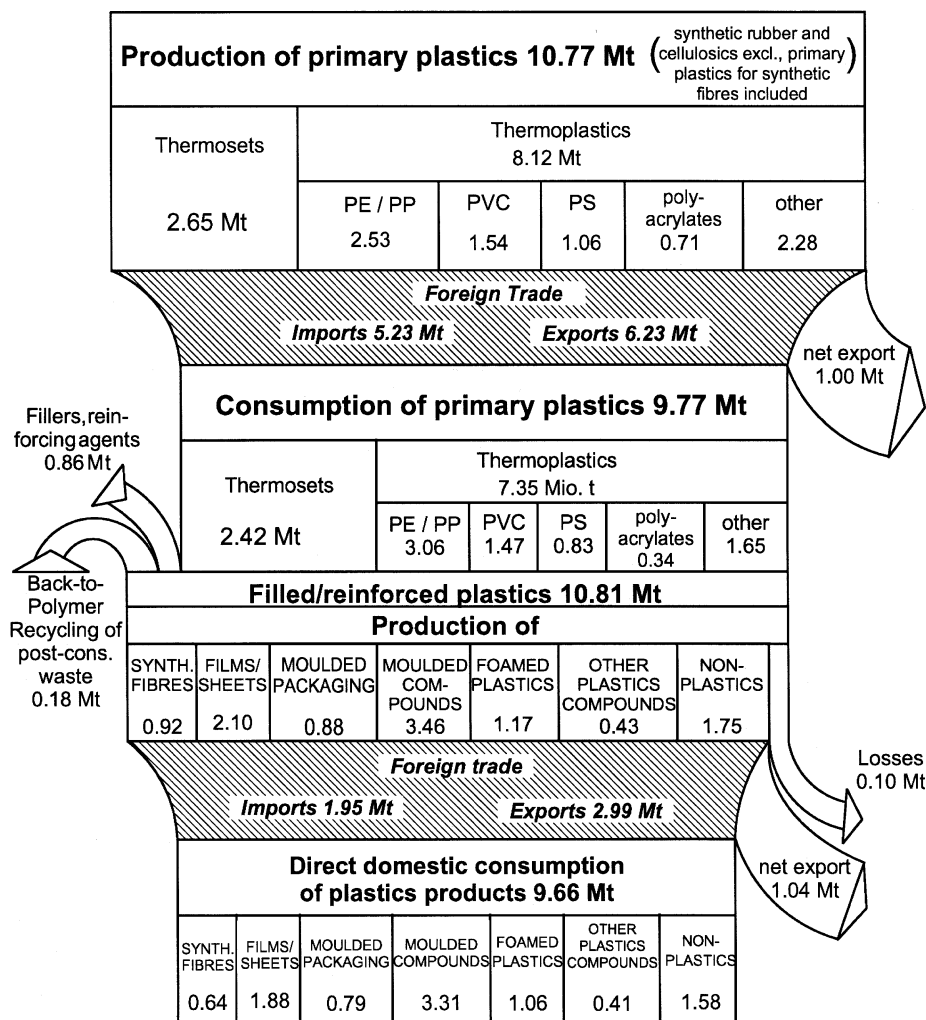 Production of primary plastics 10.77 Mt
(synthetic rubber and
cellulosics excl., primary
plastics for synthetic
fibres included)
Thermosets
2.65 Mt
Thermoplastics
8.12 Mt
PE / PP
2.53
PVC
1.54
PS
1.06
poly-
acrylates
0.71
other
2.28
Foreign Trade
Imports 5.23 Mt
Exports 6.23 Mt
net export
1.00 Mt
Consumption of primary plastics 9.77 Mt
Fillers,rein-
forcing agents
0.86 Mt
Thermosets
2.42 Mt
Thermoplastics
7.35 Mio. t
PE / PP
3.06
PVC
1.47
PS
0.83
poly-
acrylates
0.34
other
1.65
Back-to-
Polymer
Recycling of
post-cons.
waste
0.18 Mt
Filled/reinforced plastics 10.81 Mt
Production of
SYNTH.
FIBRES
0.92
FILMS/
SHEETS
2.10
MOULDED
PACKAGING
0.88
MOULDED
COM-
POUNDS
3.46
FOAMED
PLASTICS
1.17
OTHER
PLASTICS
COMPOUNDS
0.43
NON-
PLASTICS
1.75
Foreign trade
Imports 1.95 Mt
Exports 2.99 Mt
Losses
0.10 Mt
net export
1.04 Mt
Direct domestic consumption
of plastics products 9.66 Mt
SYNTH.
FIBRES
0.64
FILMS/
SHEETS
1.88
MOULDED
PACKAGING
0.79
MOULDED
COMPOUNDS
3.31
FOAMED
PLASTICS
1.06
OTHER
PLASTICS
COMPOUNDS
0.41
NON-
PLASTICS
1.58